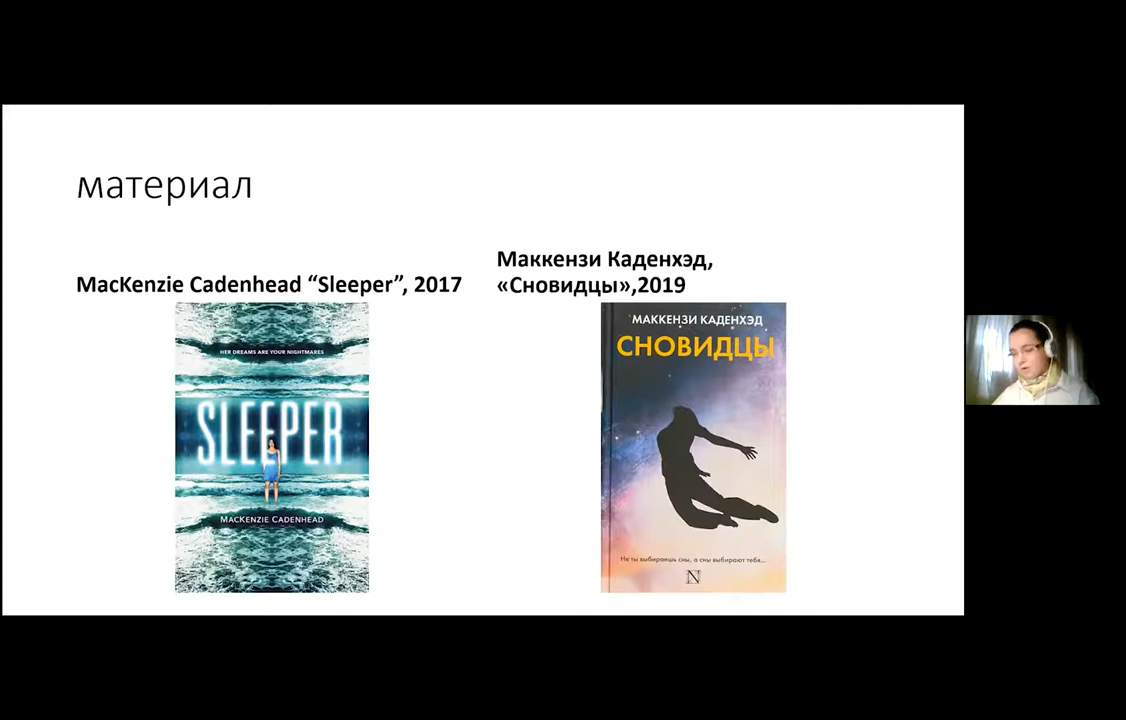 материал
MacKenzie Cadenhead “Sleeper”, 2017
Маккензи Каденхэд,
«Сновидцы»,2019
HER DREAMS ARE YOUR NIGHTMARES
SLEEPER
MACKENZIE CADENHEAD
МАККЕНЗИ КАДЕНХЭД
СНОВИДЦЫ
Не ты выбираешь сны, а сны выбирают тебя...
N